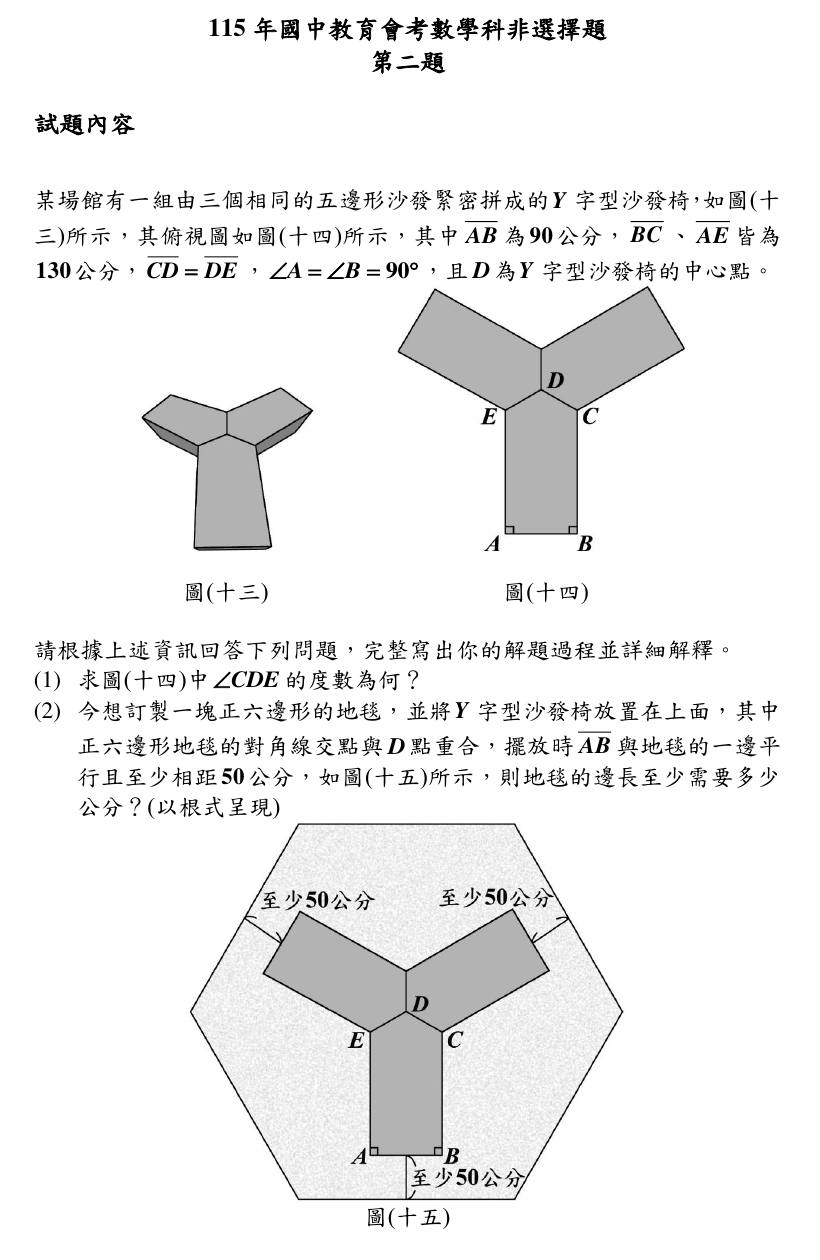 115 年國中教育會考數學科非選擇題
第二題
試題內容
某場館有一組由三個相同的五邊形沙發緊密拼成的Y 字型沙發椅，如圖(十
三)所示，其俯視圖如圖(十四)所示，其中 AB 為90公分，BC、AE皆為
130公分，CD = DE，∠A = ∠B = 90°，且D為Y 字型沙發椅的中心點。
D
E
C
A
B
圖(十三)
圖(十四)
請根據上述資訊回答下列問題，完整寫出你的解題過程並詳細解釋。
(1) 求圖(十四)中∠CDE 的度數為何？
(2) 今想訂製一塊正六邊形的地毯，並將Y 字型沙發椅放置在上面，其中
正六邊形地毯的對角線交點與D點重合，擺放時AB與地毯的一邊平
行且至少相距50公分，如圖(十五)所示，則地毯的邊長至少需要多少
公分？(以根式呈現)
至少50公分
至少50公分
D
E
C
A
B
至少50公分
圖(十五)